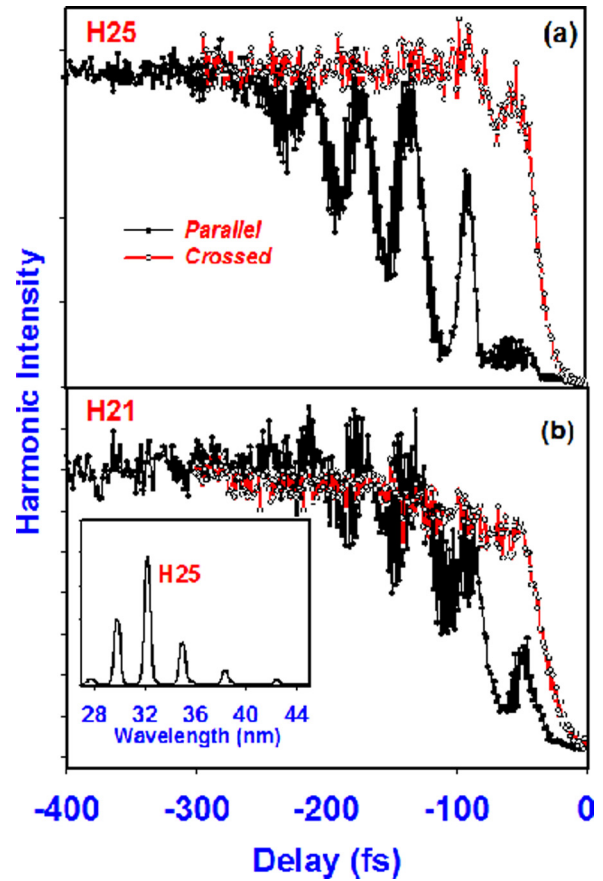 H25
(a)
Parallel
Crossed
Harmonic Intensity
H21
(b)
H25
28 32 36 40 44
Wavelength (nm)
-400 -300 -200 -100 0
Delay (fs)